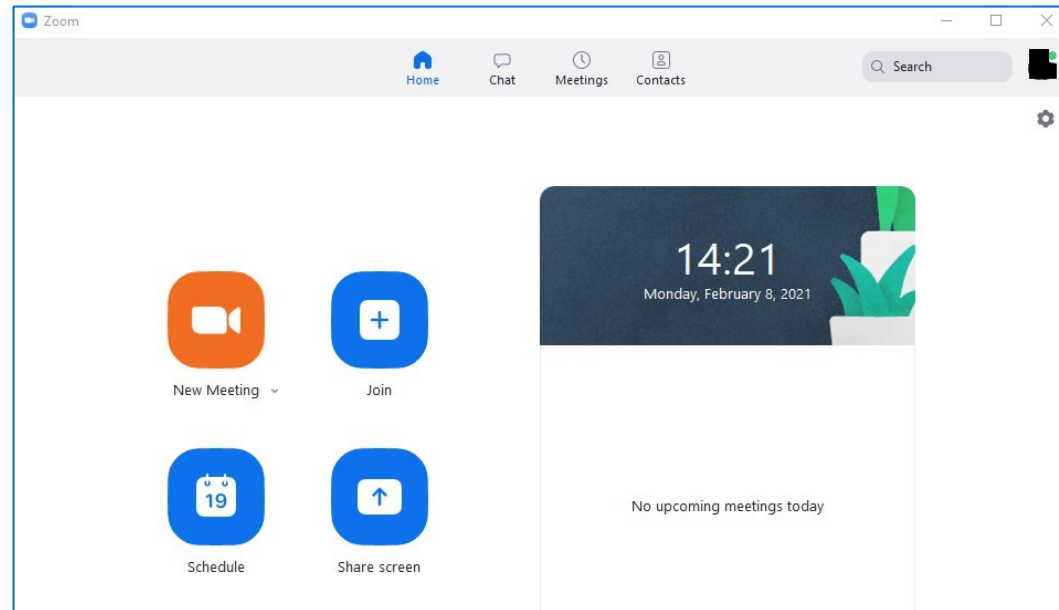 Zoom
Home
Chat
Meetings
Contacts
Search
14:21
Monday, February 8, 2021
New Meeting
Join
19
Schedule
Share screen
No upcoming meetings today